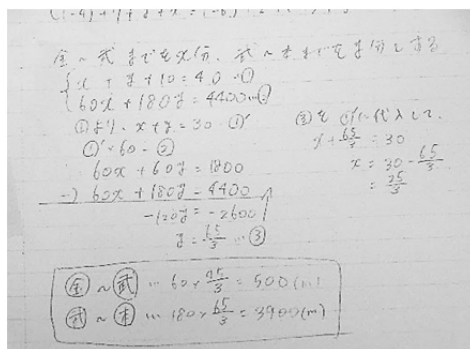 金～武 までをx分、武～本までをy分とする
x + y + 10 = 40 …①
60x + 180y = 4400 …②
①より、x + y = 30 …①'
①'×60 - ②
60x + 60y = 1800
-) 60x + 180y = 4400
-120y = -2600
y = 65/3 …③
③を①'に代入して、
x + 65/3 = 30
x = 30 - 65/3
= 25/3
金 ～ 武 … 60 × 25/3 = 500 (m)
武 ～ 本 … 180 × 65/3 = 3900 (m)